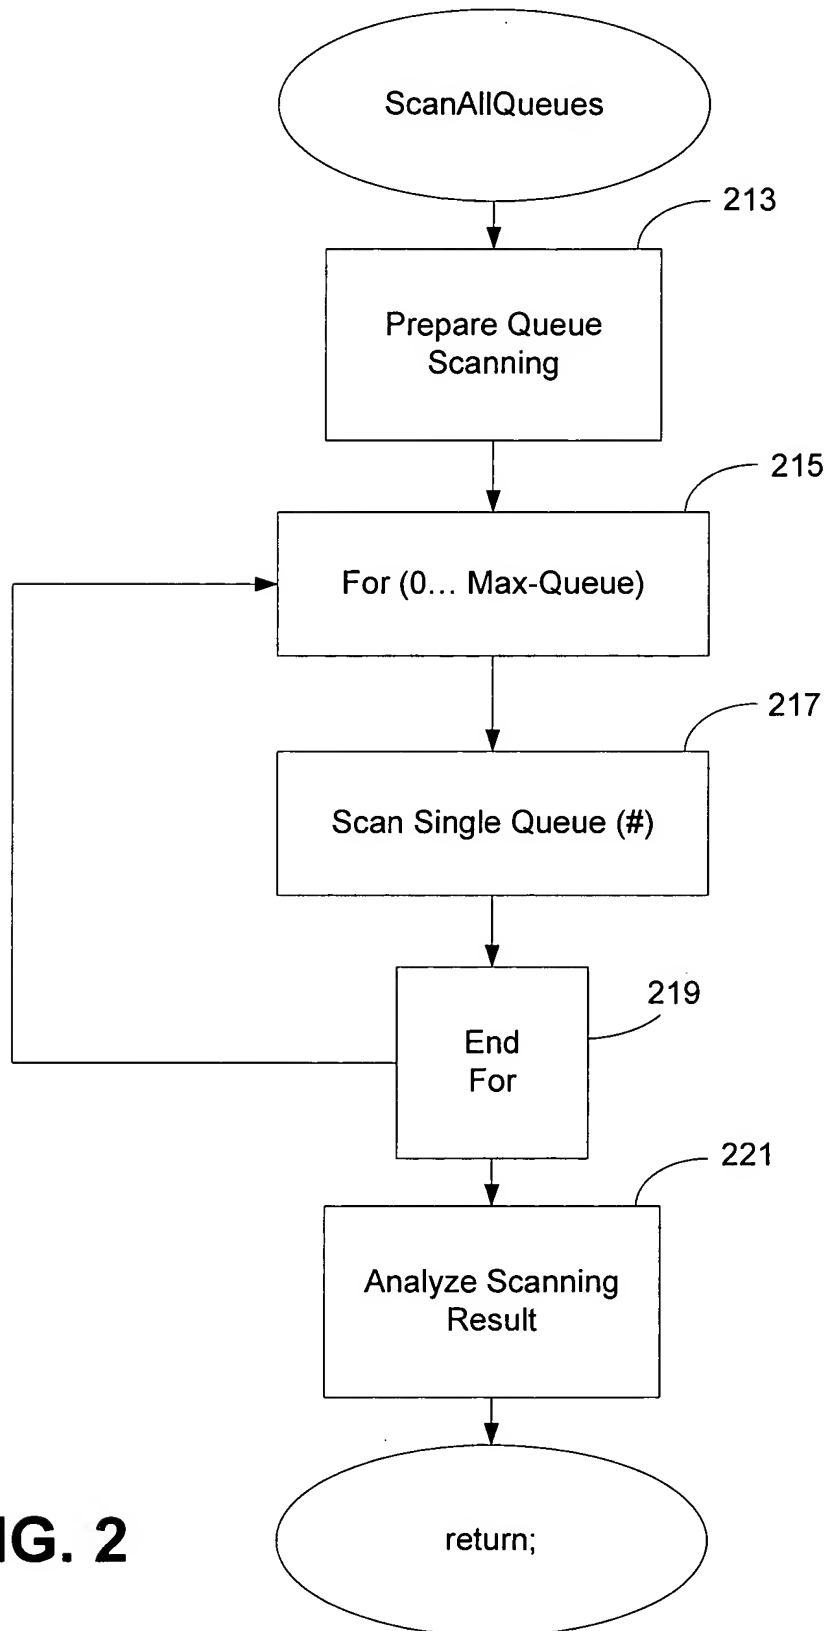 ScanAllQueues
213
Prepare Queue
Scanning
215
For (0... Max-Queue)
217
Scan Single Queue (#)
219
End
For
221
Analyze Scanning
Result
return;
IG. 2